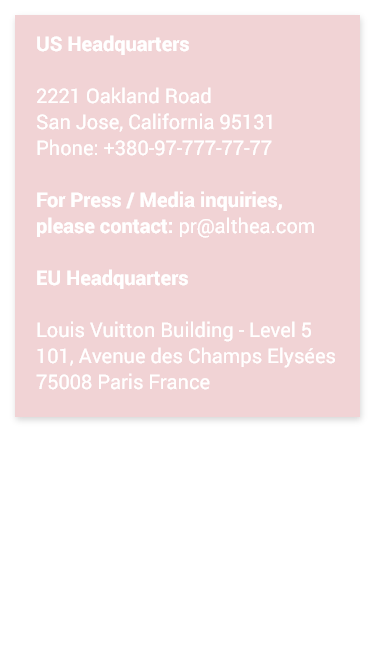 US Headquarters
2221 Oakland Road
San Jose, California 95131
Phone: +380-97-777-77-77
For Press / Media inquiries,
please contact: pr@althea.com
EU Headquarters
Louis Vuitton Building - Level 5
101, Avenue des Champs Elysées
75008 Paris France